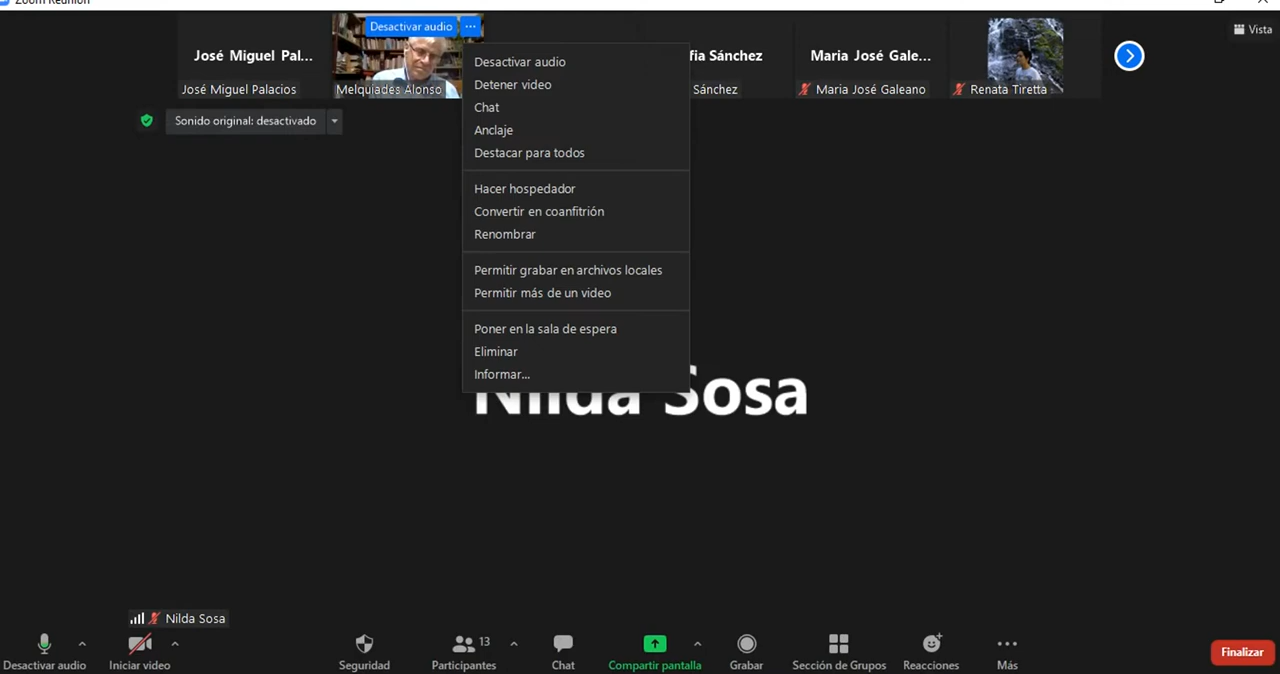 Zoom Reunión
Desactivar audio
Vista
José Miguel Pal...
fia Sánchez
Maria José Gale...
José Miguel Palacios
Melquiades Alonso
Sánchez
Maria José Galeano
Renata Tiretta
Sonido original: desactivado
Desactivar audio
Detener video
Chat
Anclaje
Destacar para todos
Hacer hospedador
Convertir en coanfitrión
Renombrar
Permitir grabar en archivos locales
Permitir más de un video
Poner en la sala de espera
Eliminar
Informar...
Nilda Sosa
Nilda Sosa
13
Desactivar audio
Iniciar video
Seguridad
Participantes
Chat
Compartir pantalla
Grabar
Sección de Grupos
Reacciones
Más
Finalizar